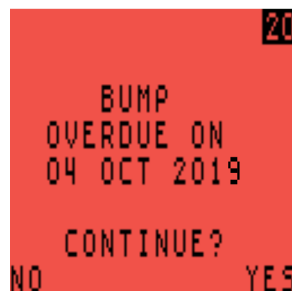 20
BUMP
OVERDUE ON
04 OCT 2019
CONTINUE?
NO YES